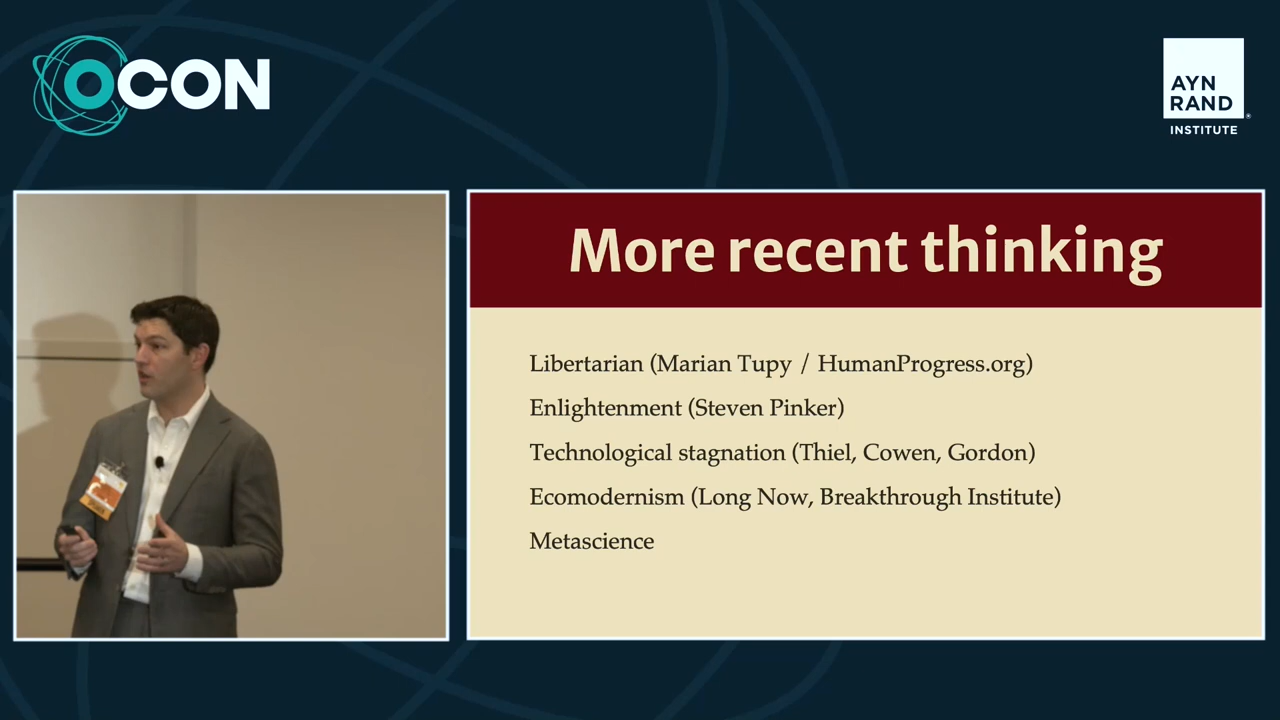 OCON
AYN
RAND
INSTITUTE
More recent thinking
Libertarian (Marian Tupy / HumanProgress.org)
Enlightenment (Steven Pinker)
Technological stagnation (Thiel, Cowen, Gordon)
Ecomodernism (Long Now, Breakthrough Institute)
Metascience